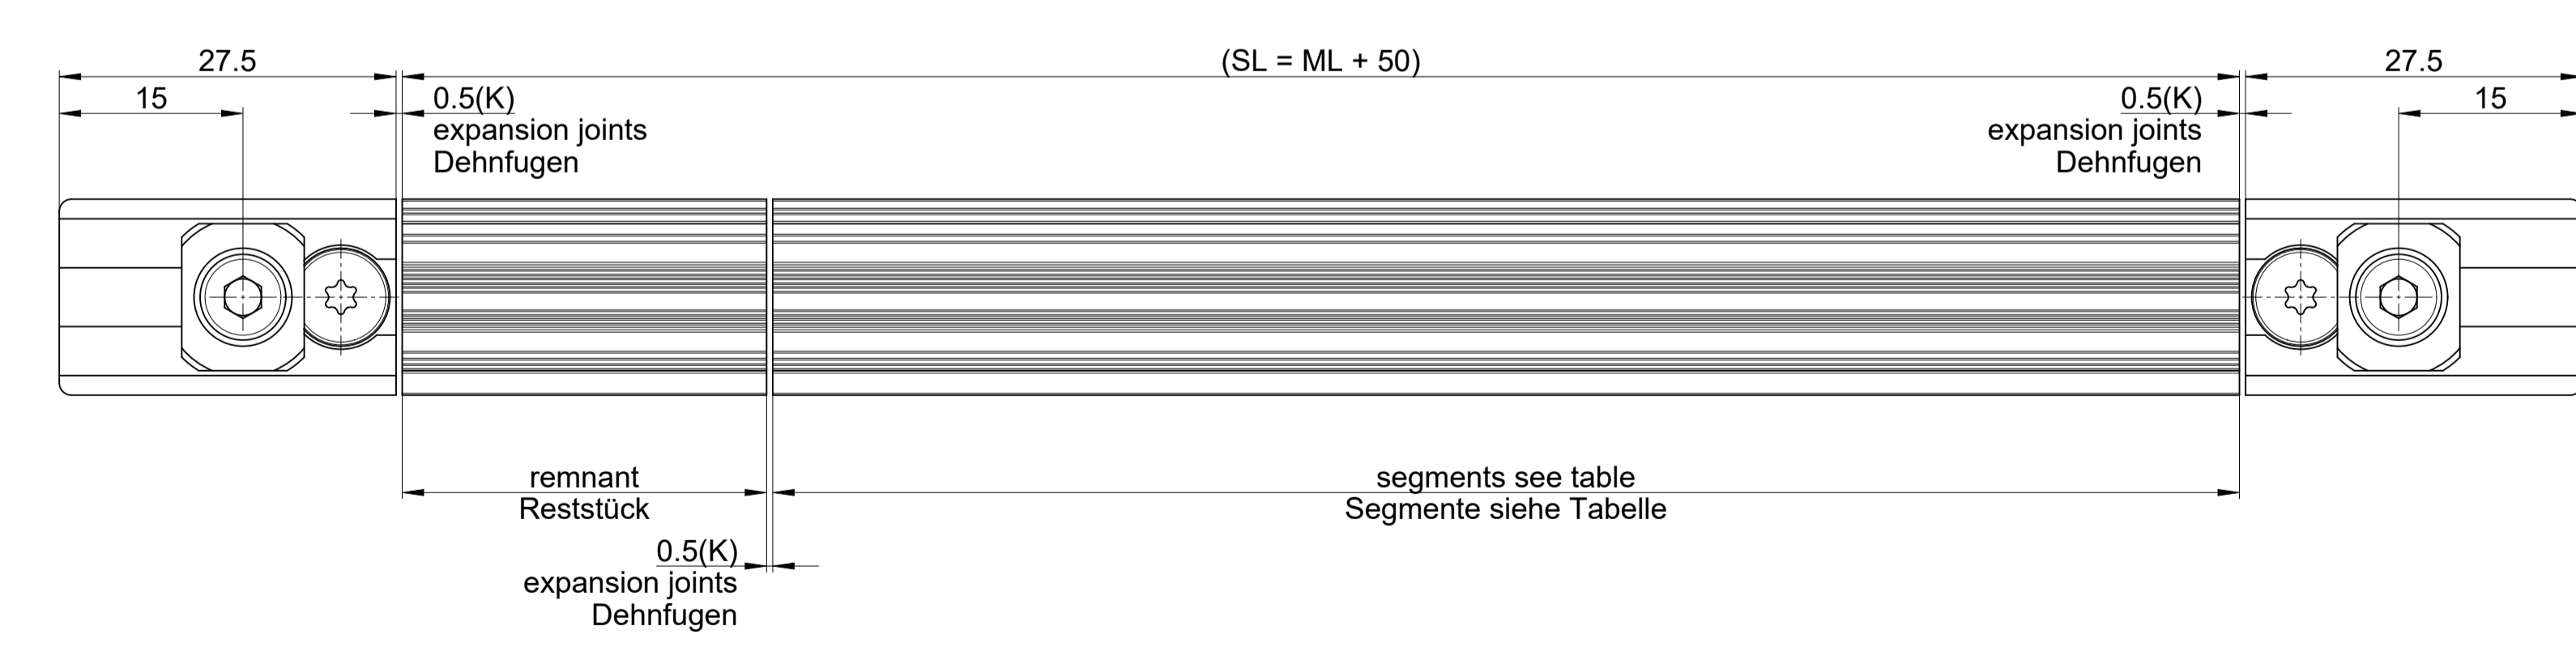 27.5
(SL = ML + 50)
27.5
15
0.5(K)
expansion joints
Dehnfugen
0.5(K)
expansion joints
Dehnfugen
15
remnant
Reststück
segments see table
Segmente siehe Tabelle
0.5(K)
expansion joints
Dehnfugen